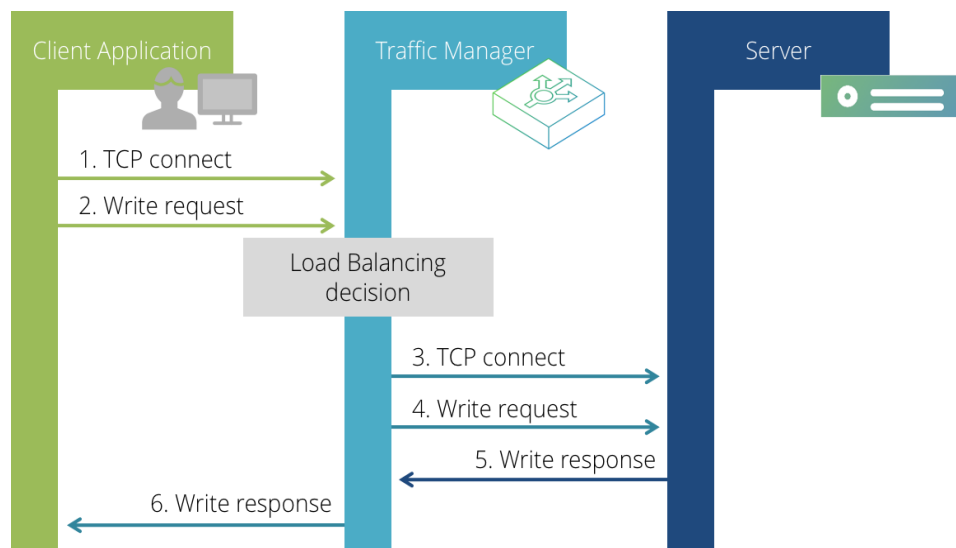 Client Application
Traffic Manager
Server
1. TCP connect
2. Write request
Load Balancing
decision
3. TCP connect
4. Write request
5. Write response
6. Write response